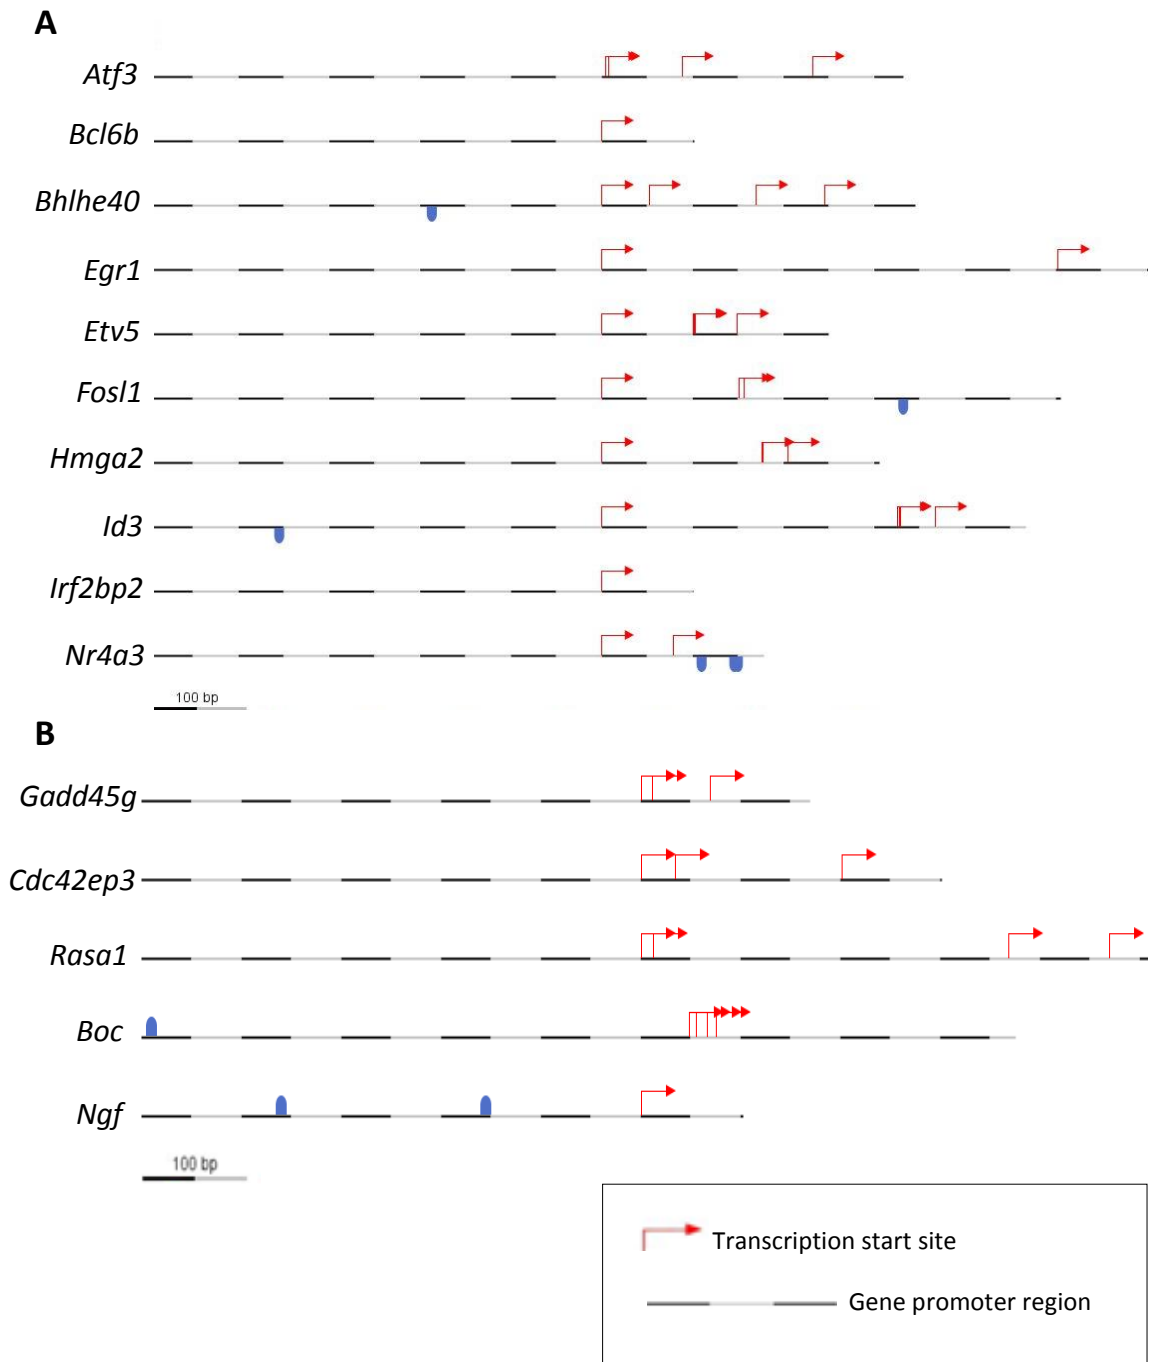 A
Atf3
Bcl6b
Bhlhe40
Egr1
Etv5
Fosl1
Hmga2
Id3
Irf2bp2
Nr4a3
100 bp
B
Gadd45g
Cdc42ep3
Rasa1
Boc
Ngf
100 bp
Transcription start site
Gene promoter region